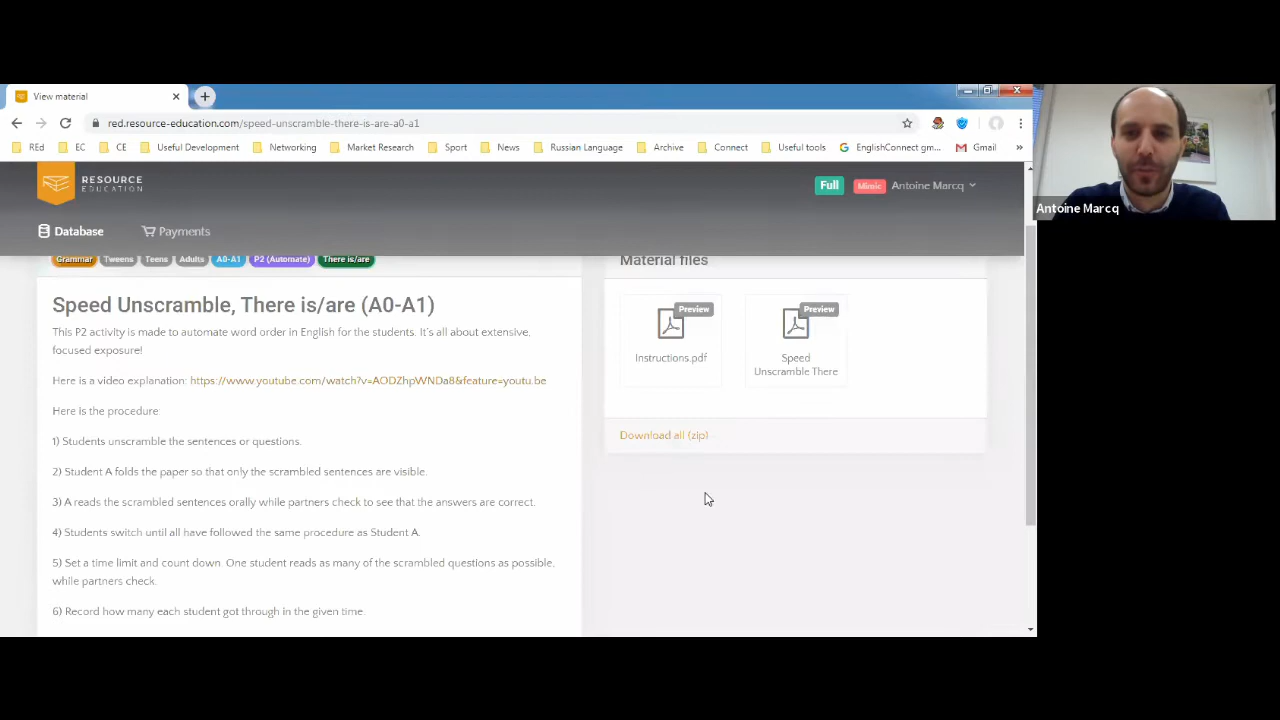 View material
red.resource-education.com/speed-unscramble-there-is-are-a0-a1
REd EC CE Useful Development Networking Market Research Sport News Russian Language Archive Connect Useful tools EnglishConnect gm... Gmail »
RESOURCE
EDUCATION
Full Mimic Antoine Marcq
Database Payments
Grammar Tweens Teens Adults A0-A1 P2 (Automate) There is/are
Speed Unscramble, There is/are (A0-A1)
This P2 activity is made to automate word order in English for the students. It's all about extensive,
focused exposure!
Here is a video explanation: https://www.youtube.com/watch?v=AODZhpWNDa8&feature=youtu.be
Here is the procedure:
1) Students unscramble the sentences or questions.
2) Student A folds the paper so that only the scrambled sentences are visible.
3) A reads the scrambled sentences orally while partners check to see that the answers are correct.
4) Students switch until all have followed the same procedure as Student A.
5) Set a time limit and count down. One student reads as many of the scrambled questions as possible,
while partners check.
6) Record how many each student got through in the given time.
Material files
Preview
Instructions.pdf
Preview
Speed
Unscramble There
Download all (zip)
Antoine Marcq